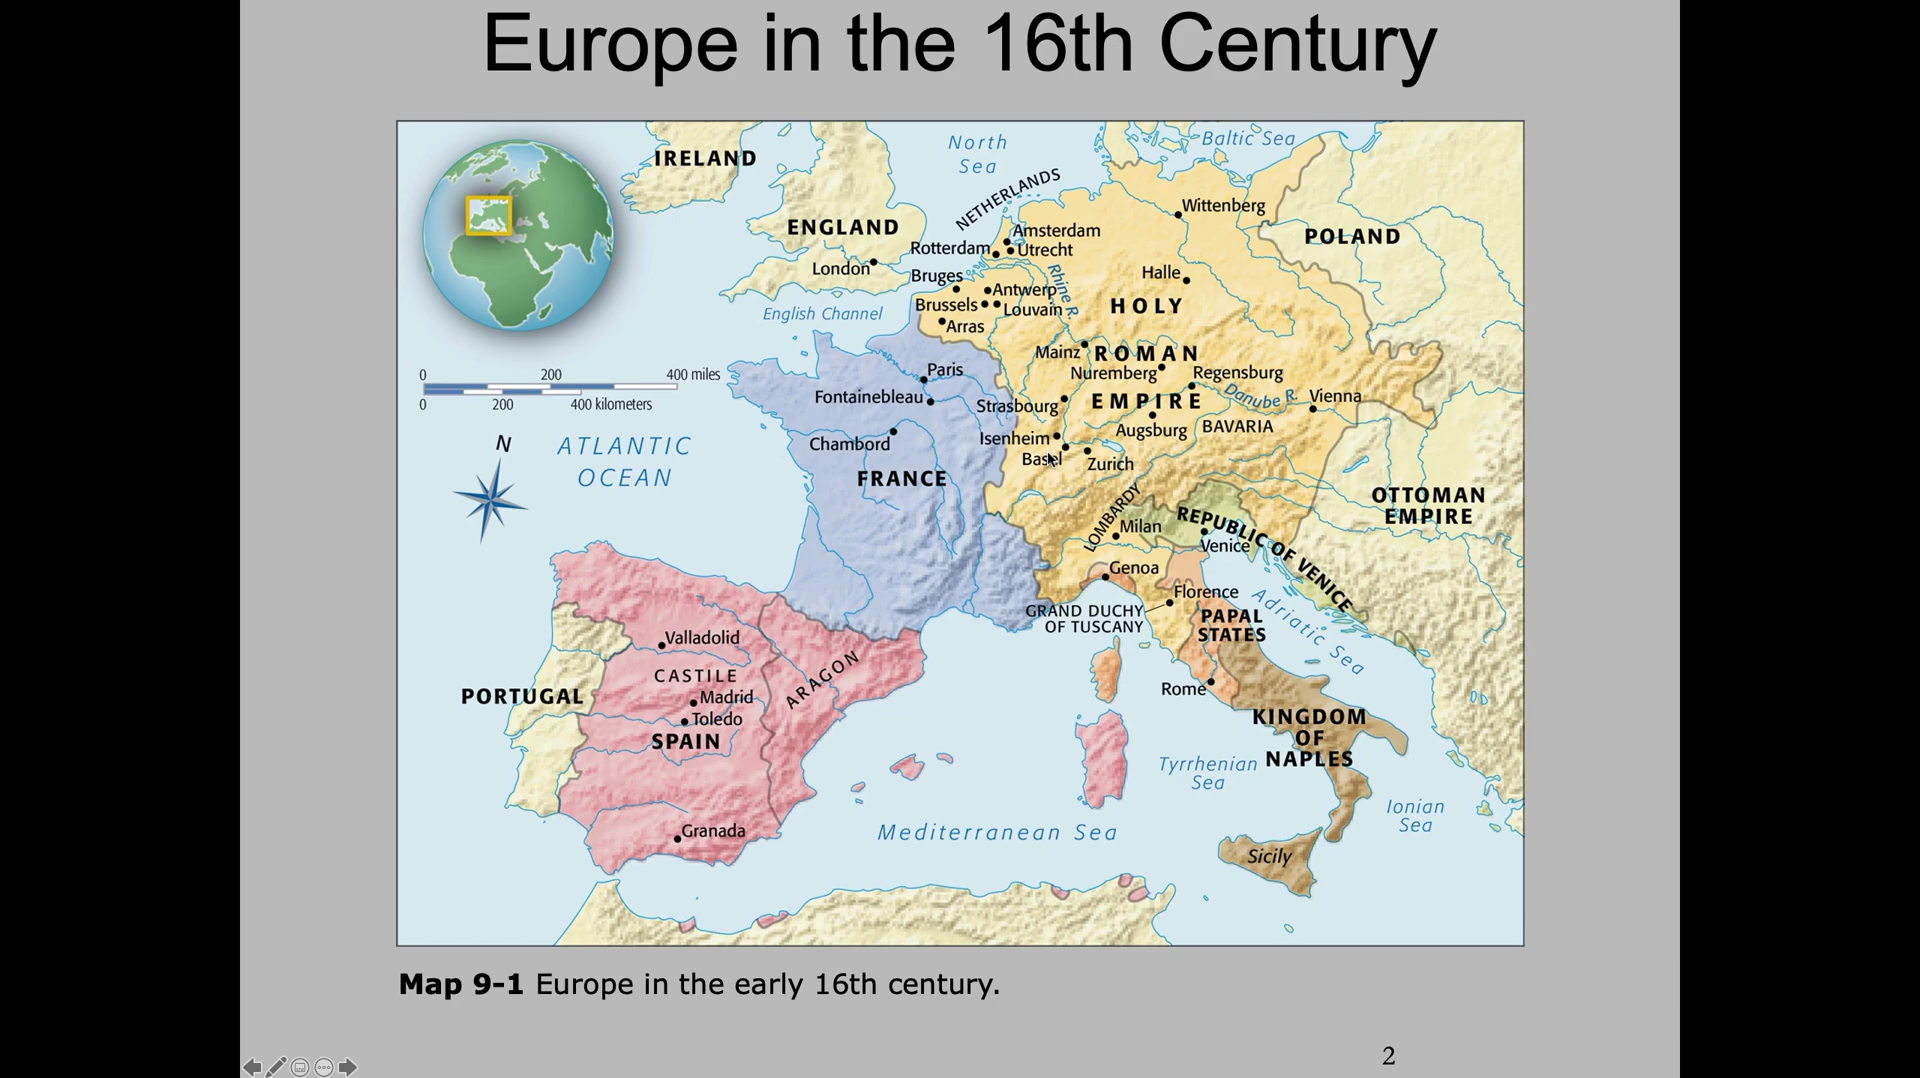 Europe in the 16th Century
North
Sea
Baltic Sea
IRELAND
NETHERLANDS
ENGLAND
London
Wittenberg
POLAND
Amsterdam
Rotterdam
Utrecht
Bruges
Antwerp
Rhine R.
Halle
Brussels
Louvain
HOLY
English Channel
Arras
Mainz
ROMAN
0 200 400 miles
0 200 400 kilometers
Paris
Nuremberg
Regensburg
Fontainebleau
Strasbourg
EMPIRE
Danube R.
Vienna
N
ATLANTIC
OCEAN
Chambord
Isenheim
Augsburg
BAVARIA
Basel
Zurich
FRANCE
OTTOMAN
EMPIRE
LOMBARDY
Milan
REPUBLIC OF VENICE
Venice
Genoa
Florence
GRAND DUCHY
OF TUSCANY
PAPAL
STATES
Adriatic Sea
Valladolid
CASTILE
ARAGON
PORTUGAL
Madrid
Toledo
SPAIN
Rome
KINGDOM
OF
NAPLES
Tyrrhenian
Sea
Ionian
Sea
Granada
Mediterranean Sea
Sicily
Map 9-1 Europe in the early 16th century.
2